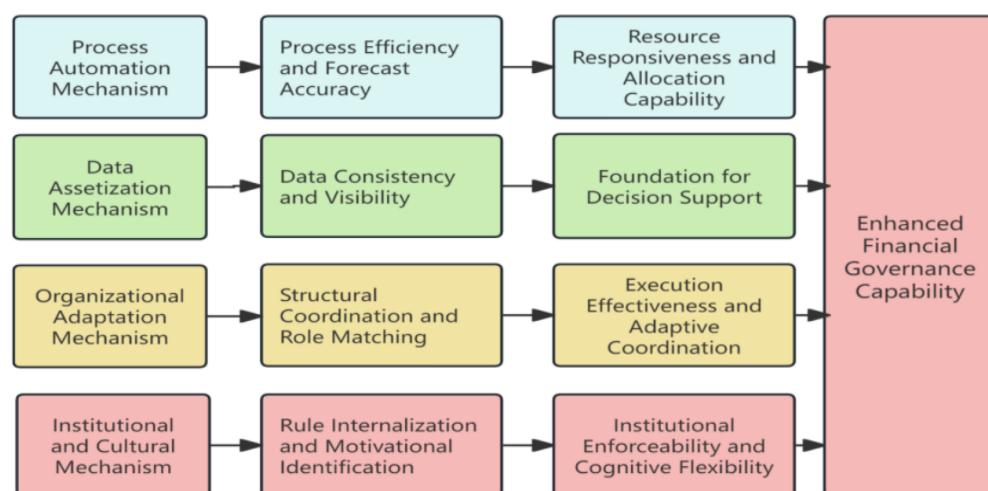 Process
Automation
Mechanism
Process Efficiency
and Forecast
Accuracy
Resource
Responsiveness and
Allocation
Capability
Data
Assetization
Mechanism
Data Consistency
and Visibility
Foundation for
Decision Support
Organizational
Adaptation
Mechanism
Structural
Coordination and
Role Matching
Execution
Effectiveness and
Adaptive
Coordination
Institutional
and Cultural
Mechanism
Rule Internalization
and Motivational
Identification
Institutional
Enforceability and
Cognitive Flexibility
Enhanced
Financial
Governance
Capability